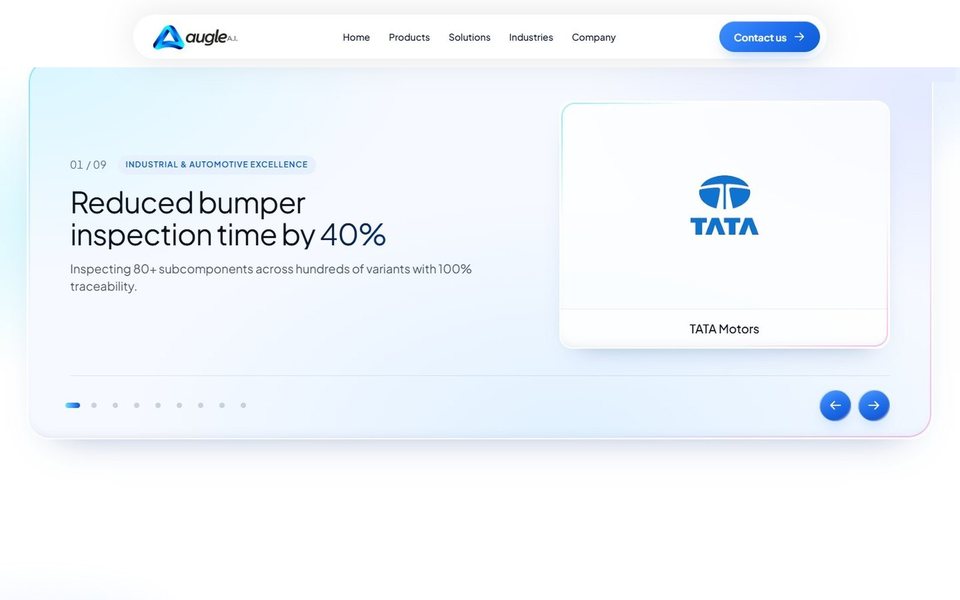 augle A.I.
Home Products Solutions Industries Company
Contact us
01 / 09 INDUSTRIAL & AUTOMOTIVE EXCELLENCE
Reduced bumper
inspection time by 40%
Inspecting 80+ subcomponents across hundreds of variants with 100%
traceability.
TATA
TATA Motors